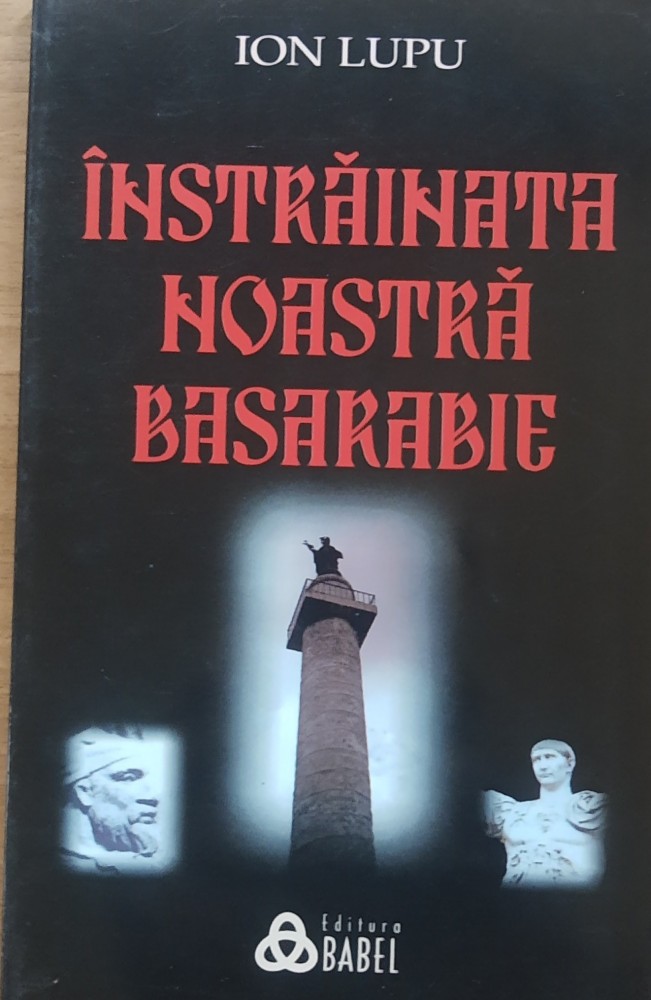 ION LUPU
ÎNSTRĂINATA
NOASTRĂ
BASARABIE
Editura
BABEL